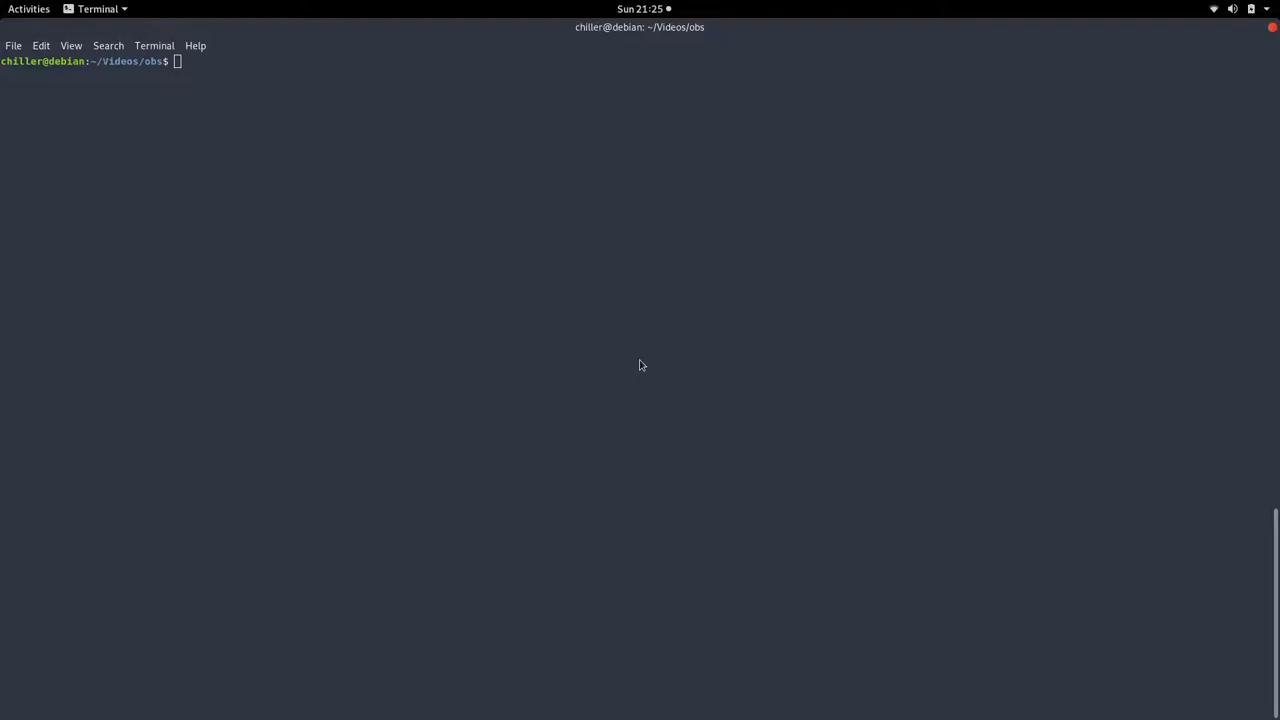 Activities Terminal Sun 21:25
chiller@debian: ~/Videos/obs
File Edit View Search Terminal Help
chiller@debian:~/Videos/obs$